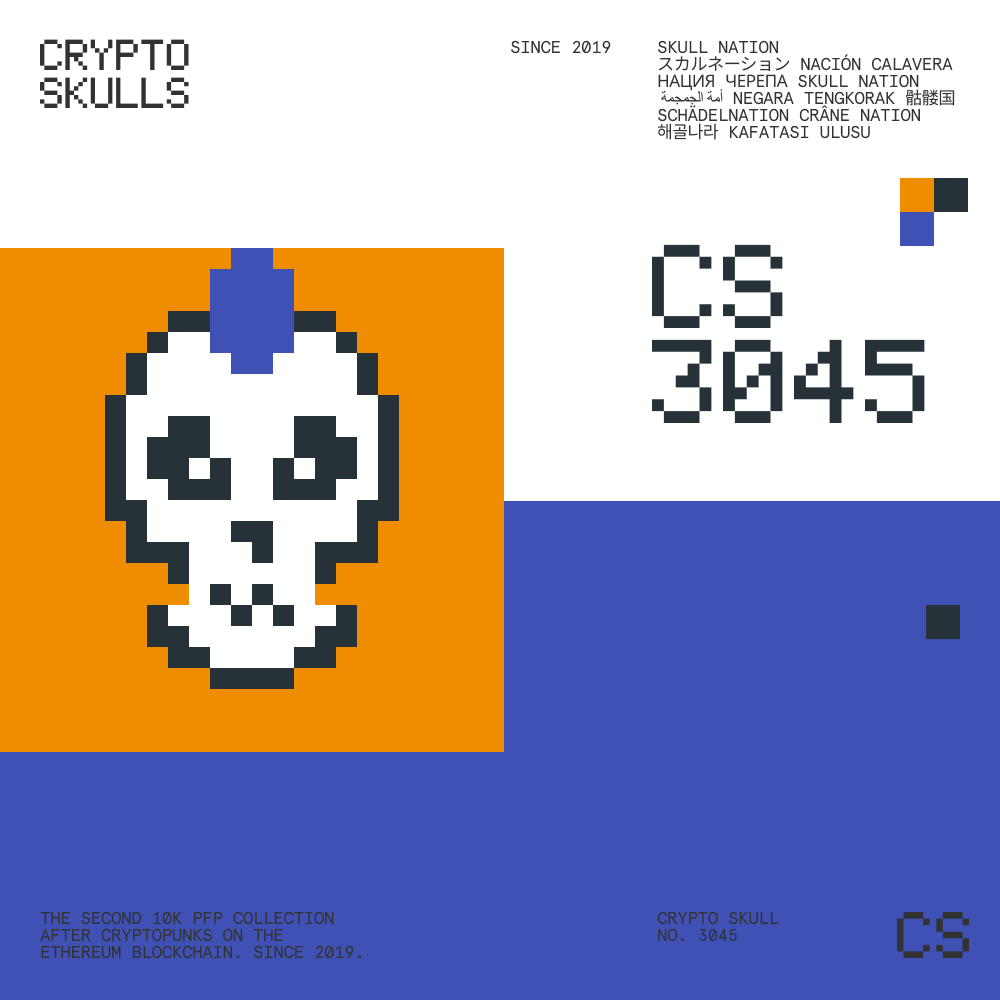 CRYPTO
SKULLS
SINCE 2019
SKULL NATION
スカルネーション NACIÓN CALAVERA
НАЦИЯ ЧЕРЕПА SKULL NATION
أمة الجمجمة NEGARA TENGKORAK 骷髅国
SCHÄDELNATION CRÂNE NATION
해골나라 KAFATASI ULUSU
CS
3045
THE SECOND 10K PFP COLLECTION
AFTER CRYPTOPUNKS ON THE
ETHEREUM BLOCKCHAIN. SINCE 2019.
CRYPTO SKULL
NO. 3045
CS